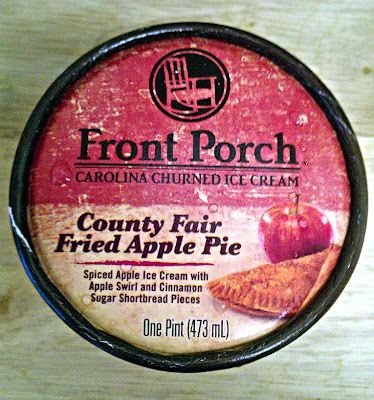 Front Porch
CAROLINA CHURNED ICE CREAM
County Fair
Fried Apple Pie
Spiced Apple Ice Cream with
Apple Swirl and Cinnamon
Sugar Shortbread Pieces
One Pint (473 mL)